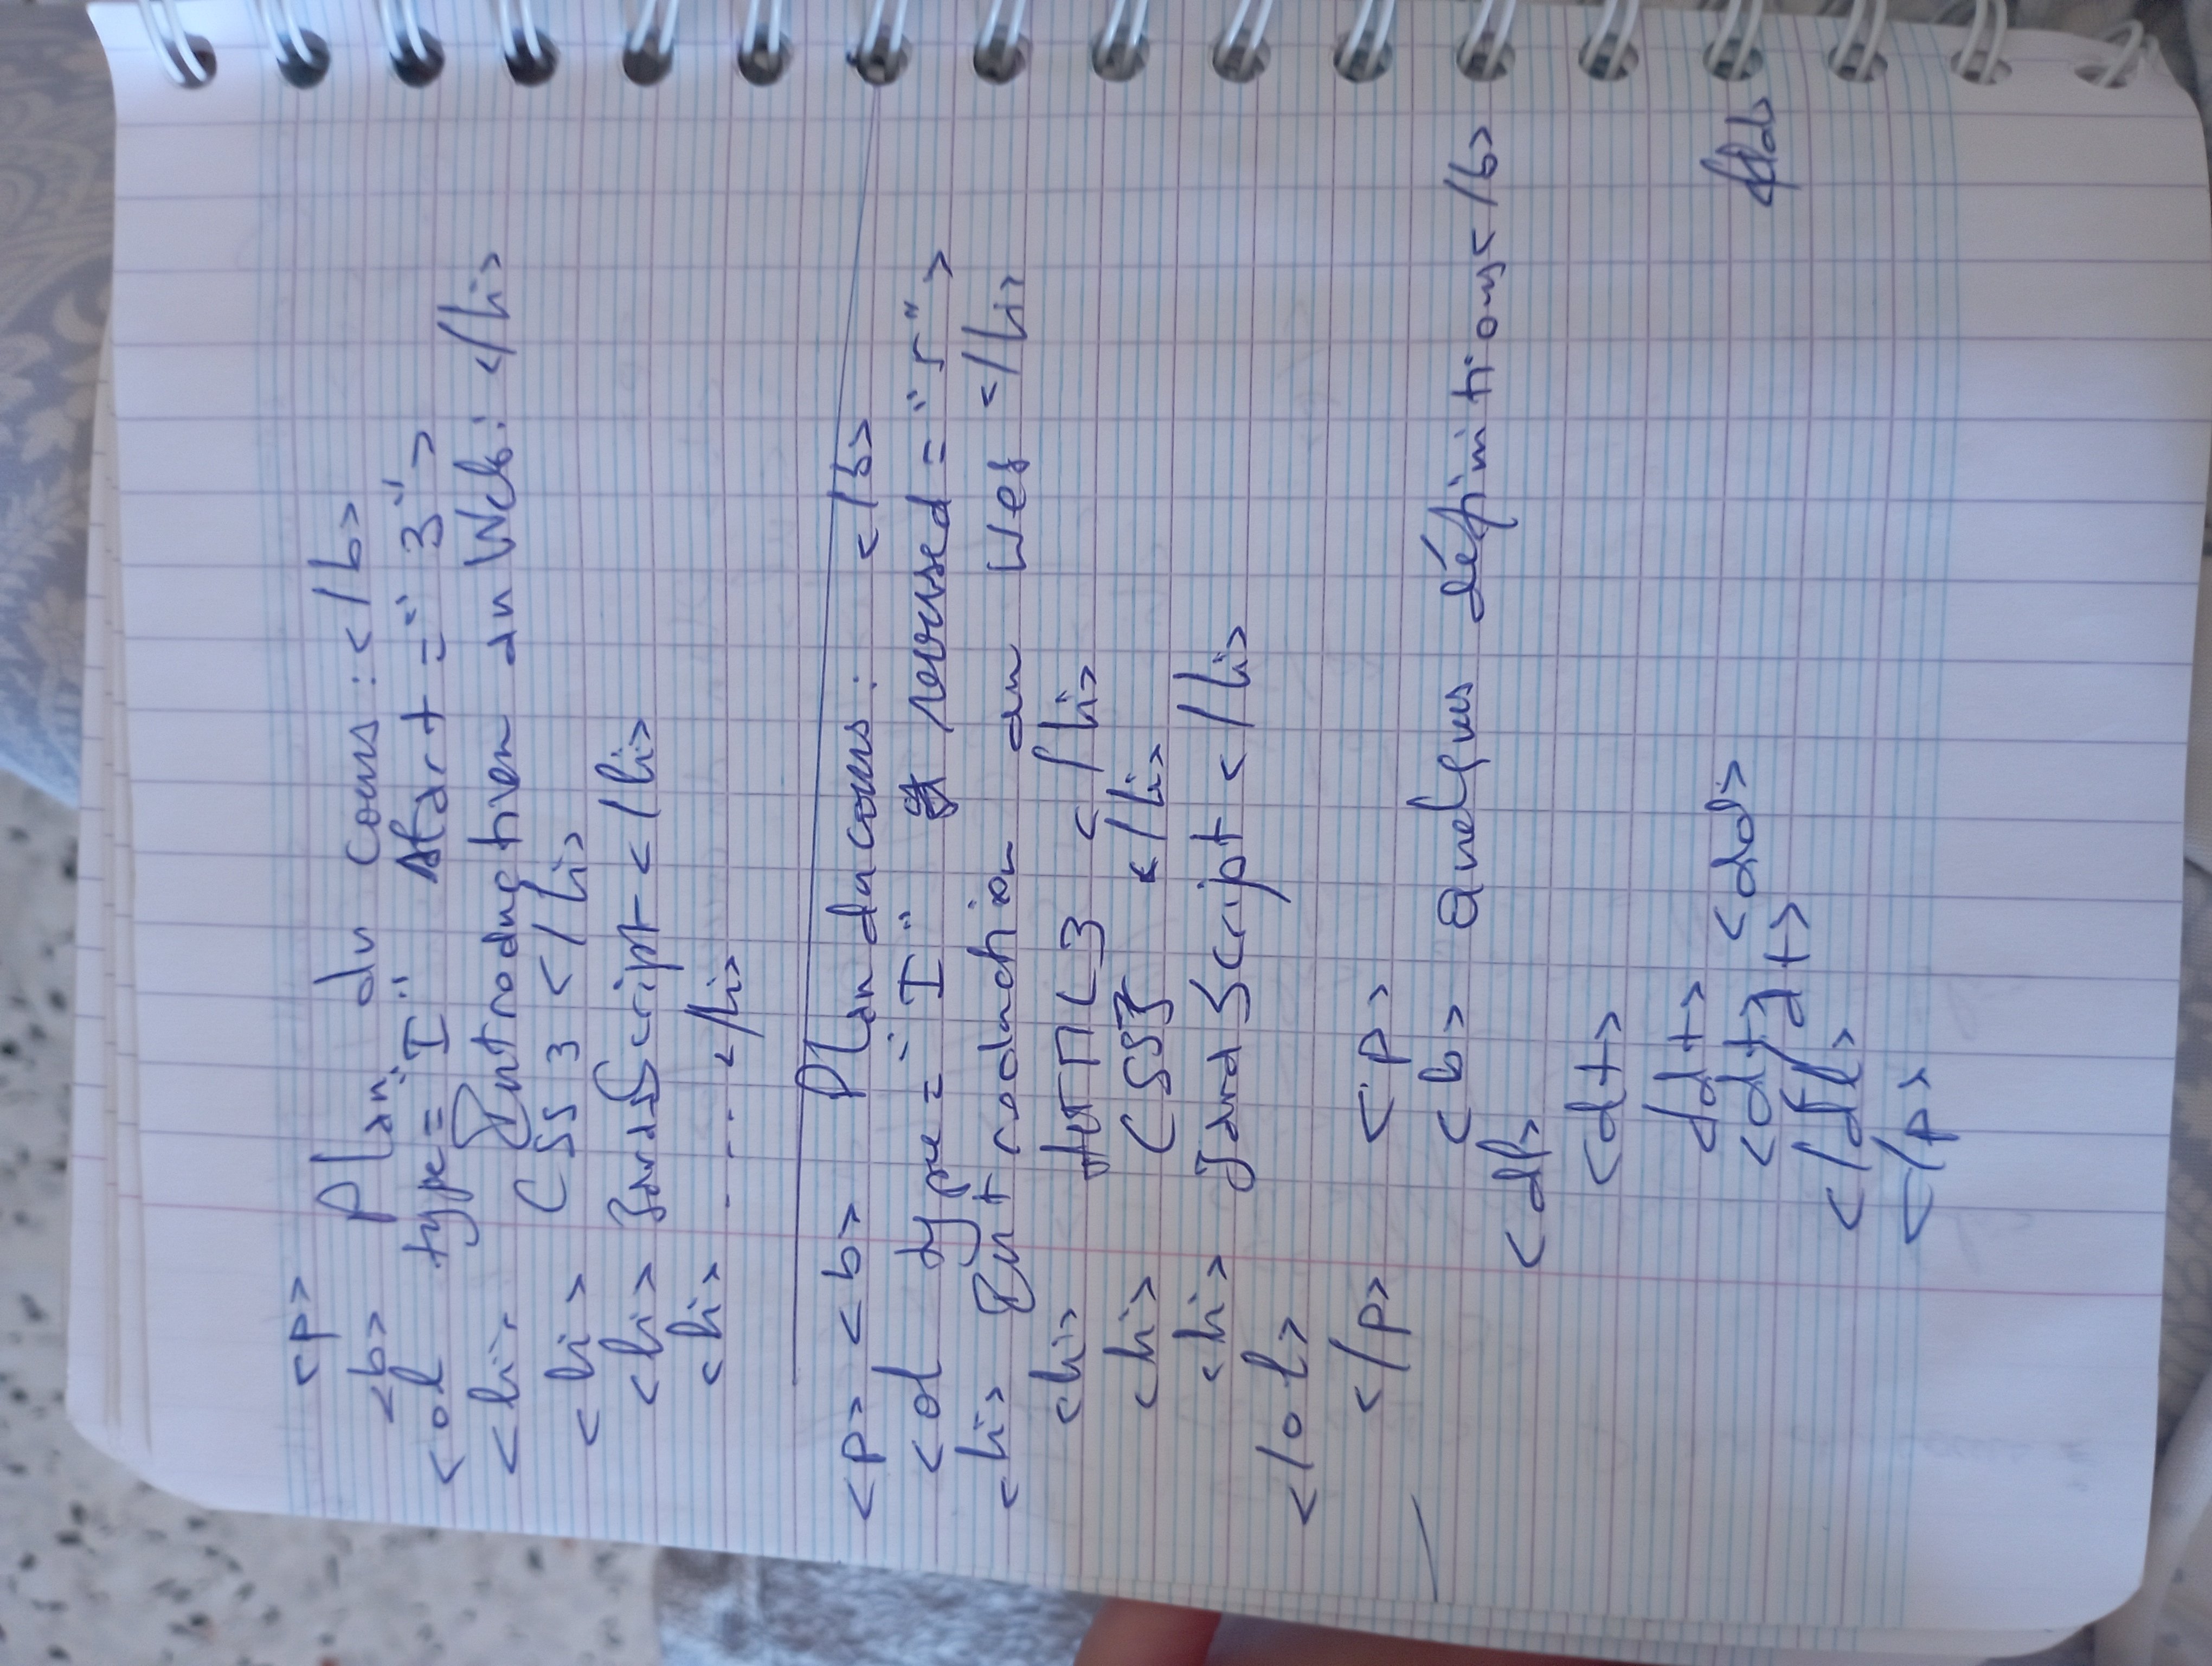 <p>
<b> Plan du cours : </b>
<ol type="I" start="3">
<li> Introduction au Web: </li>
<li> CSS 3 </li>
<li> JavaScript </li>
<li> - - - - </li>
<p> <b> Plan du cours : </b>
<ol type="I" reversed="r">
<li> Introduction au Web </li>
<li> HTML3 </li>
<li> CSS3 </li>
<li> JavaScript </li>
</ol>
</p>
<p>
<b> Quelques définitions </b>
<dl>
<dt>
dd+>
<dt> <dd>
</dt>
</dl>
</p>